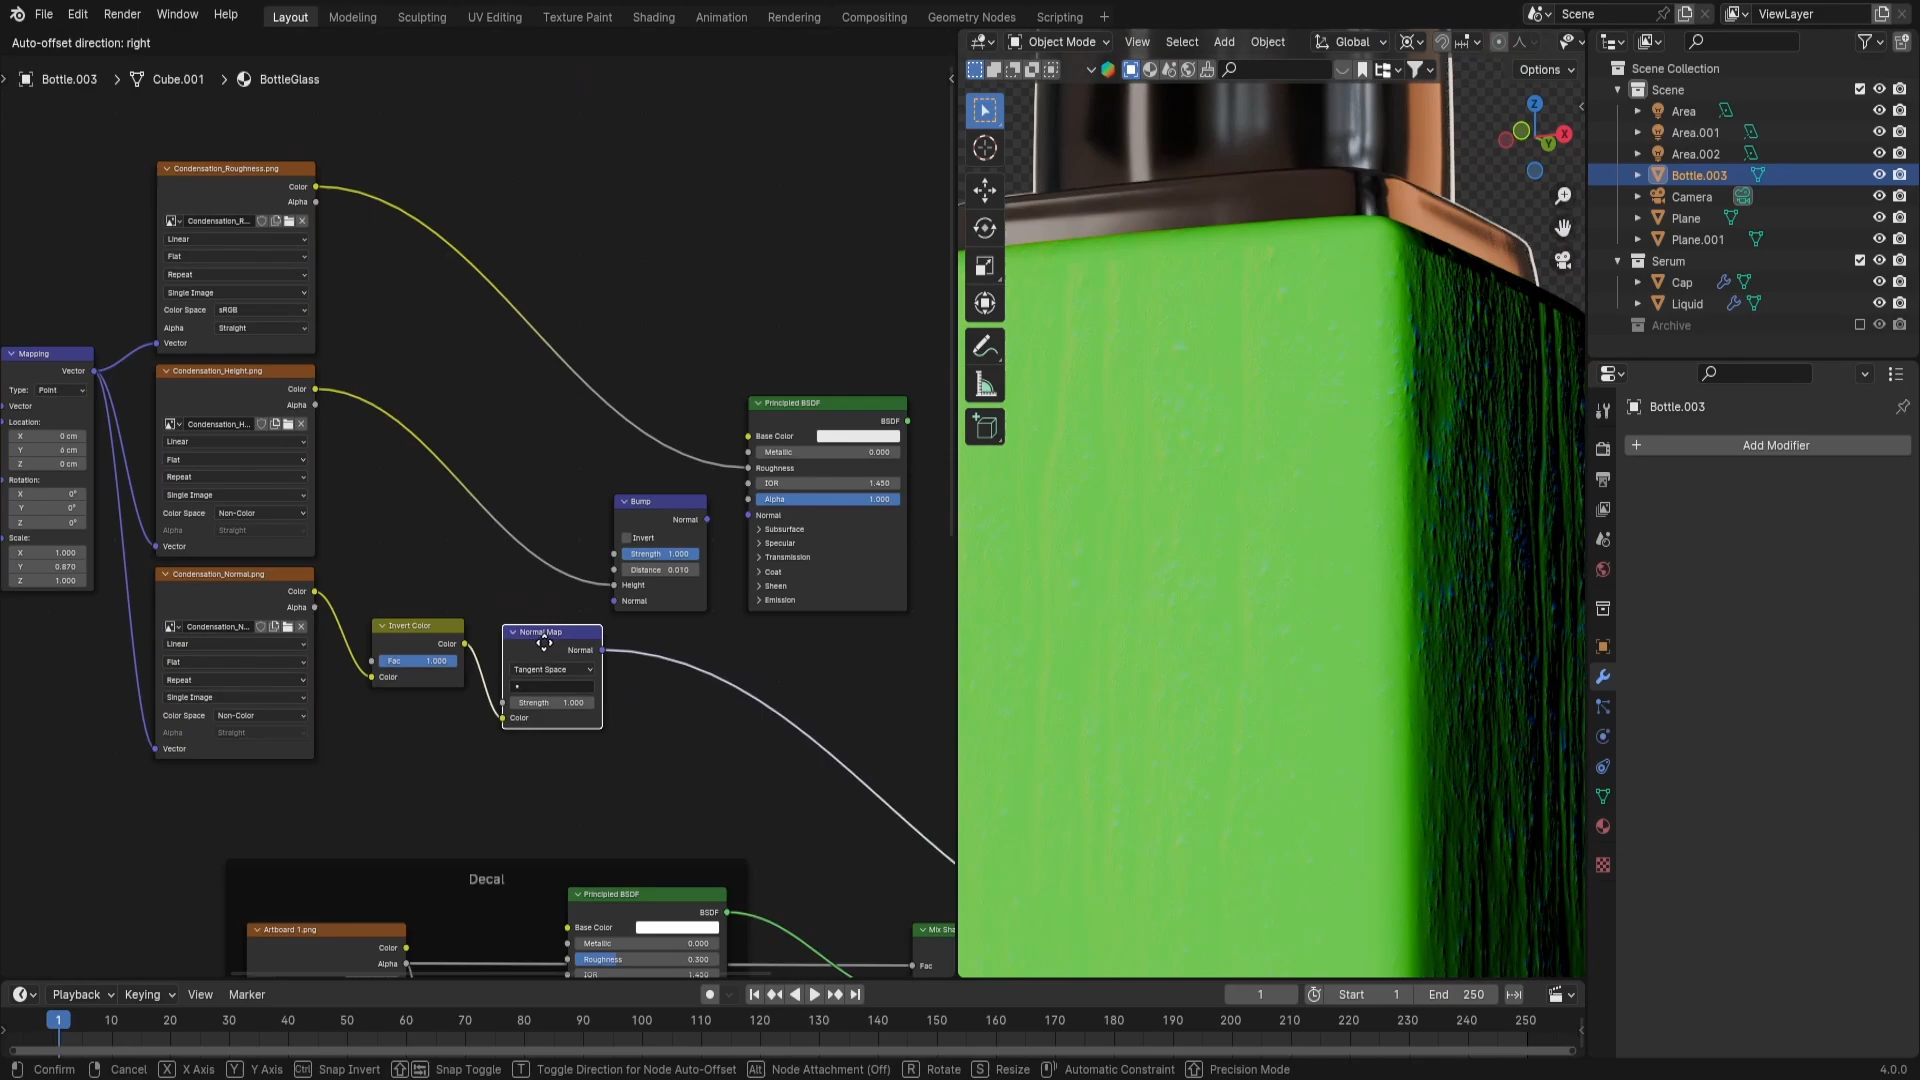 File Edit Render Window Help
Layout Modeling Sculpting UV Editing Texture Paint Shading Animation Rendering Compositing Geometry Nodes Scripting +
Scene
ViewLayer
Auto-offset direction: right
Bottle.003 > Cube.001 > BottleGlass
Condensation_Roughness.png
Color
Alpha
Condensation_R...
Linear
Flat
Repeat
Single Image
Color Space sRGB
Alpha Straight
Vector
Mapping
Vector
Type: Point
Vector
Location:
X 0 cm
Y 6 cm
Z 0 cm
Rotation:
X 0°
Y 0°
Z 0°
Scale:
X 1.000
Y 0.870
Z 1.000
Condensation_Height.png
Color
Alpha
Condensation_H...
Linear
Flat
Repeat
Single Image
Color Space Non-Color
Alpha Straight
Vector
Condensation_Normal.png
Color
Alpha
Condensation_N...
Linear
Flat
Repeat
Single Image
Color Space Non-Color
Alpha Straight
Vector
Invert Color
Color
Fac 1.000
Color
Normal Map
Normal
Tangent Space
Strength 1.000
Color
Bump
Normal
Invert
Strength 1.000
Distance 0.010
Height
Normal
Principled BSDF
BSDF
Base Color
Metallic 0.000
Roughness
IOR 1.450
Alpha 1.000
Normal
Subsurface
Specular
Transmission
Coat
Sheen
Emission
Decal
Artboard 1.png
Color
Alpha
Principled BSDF
BSDF
Base Color
Metallic 0.000
Roughness 0.300
IOR 1.450
Mix Sha
Fac
Object Mode View Select Add Object Global
Options
Z
X
Y
Scene Collection
Scene
Area
Area.001
Area.002
Bottle.003
Camera
Plane
Plane.001
Serum
Cap
Liquid
Archive
Bottle.003
+ Add Modifier
Playback Keying View Marker
1
Start 1
End 250
1 10 20 30 40 50 60 70 80 90 100 110 120 130 140 150 160 170 180 190 200 210 220 230 240 250
Confirm Cancel X X Axis Y Y Axis Ctrl Snap Invert Snap Toggle T Toggle Direction for Node Auto-Offset Alt Node Attachment (Off) R Rotate S Resize Automatic Constraint Precision Mode 4.0.0